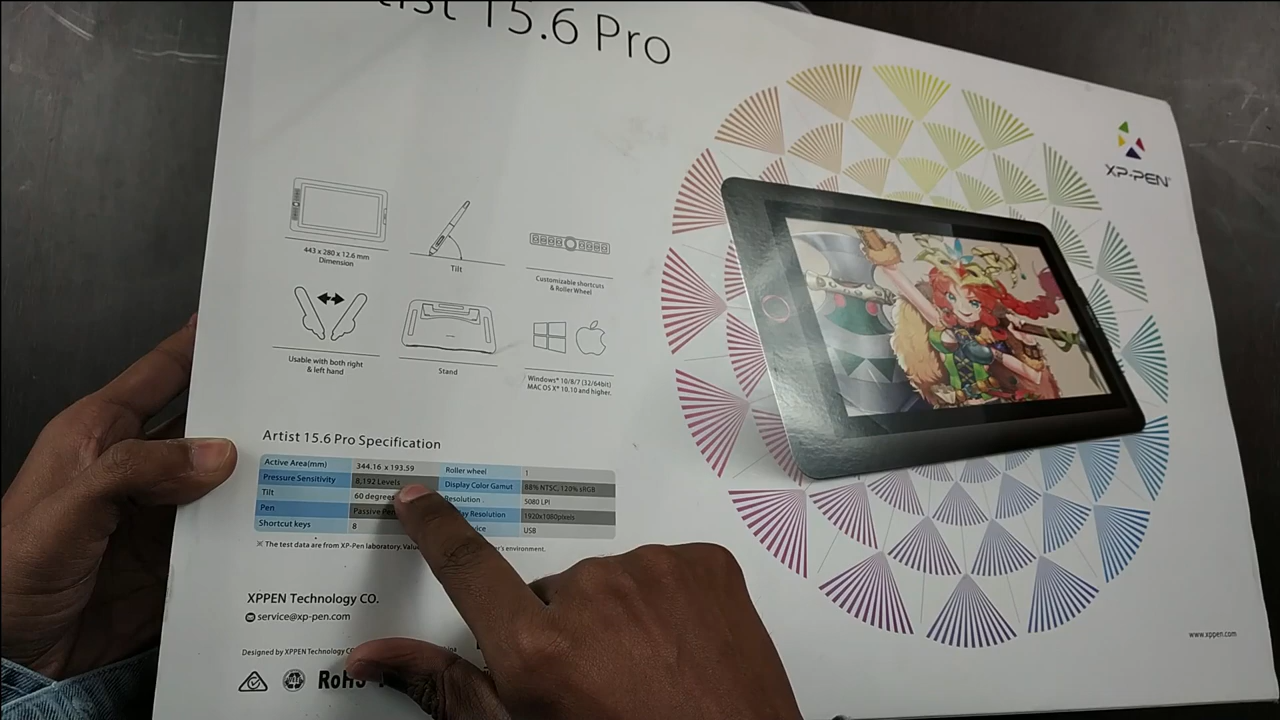 15.6 Pro
XP-PEN
443 x 280 x 12.6 mm
Dimension
Tilt
Customizable shortcuts
& Roller Wheel
Usable with both right
& left hand
Stand
Windows® 10/8/7 (32/64bit)
MAC OS X® 10.10 and higher.
Artist 15.6 Pro Specification
Active Area(mm) 344.16 x 193.59 Roller wheel 1
Pressure Sensitivity 8,192 Levels Display Color Gamut 88% NTSC, 120% sRGB
Tilt 60 degrees Resolution 5080 LPI
Pen Passive Pen Resolution 1920x1080pixels
Shortcut keys 8 USB
※ The test data are from XP-Pen laboratory. environment.
XPPEN Technology CO.
service@xp-pen.com
Designed by XPPEN Technology
RoHS
www.xppen.com